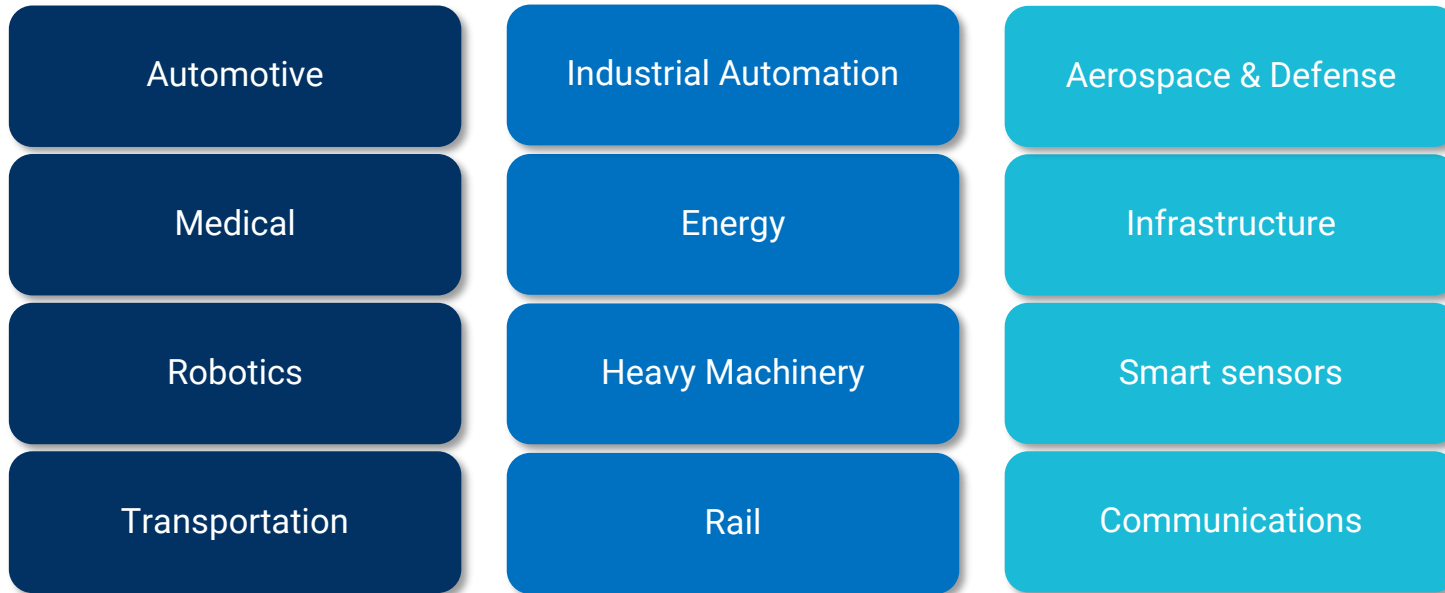 Automotive
Industrial Automation
Aerospace & Defense
Medical
Energy
Infrastructure
Robotics
Heavy Machinery
Smart sensors
Transportation
Rail
Communications